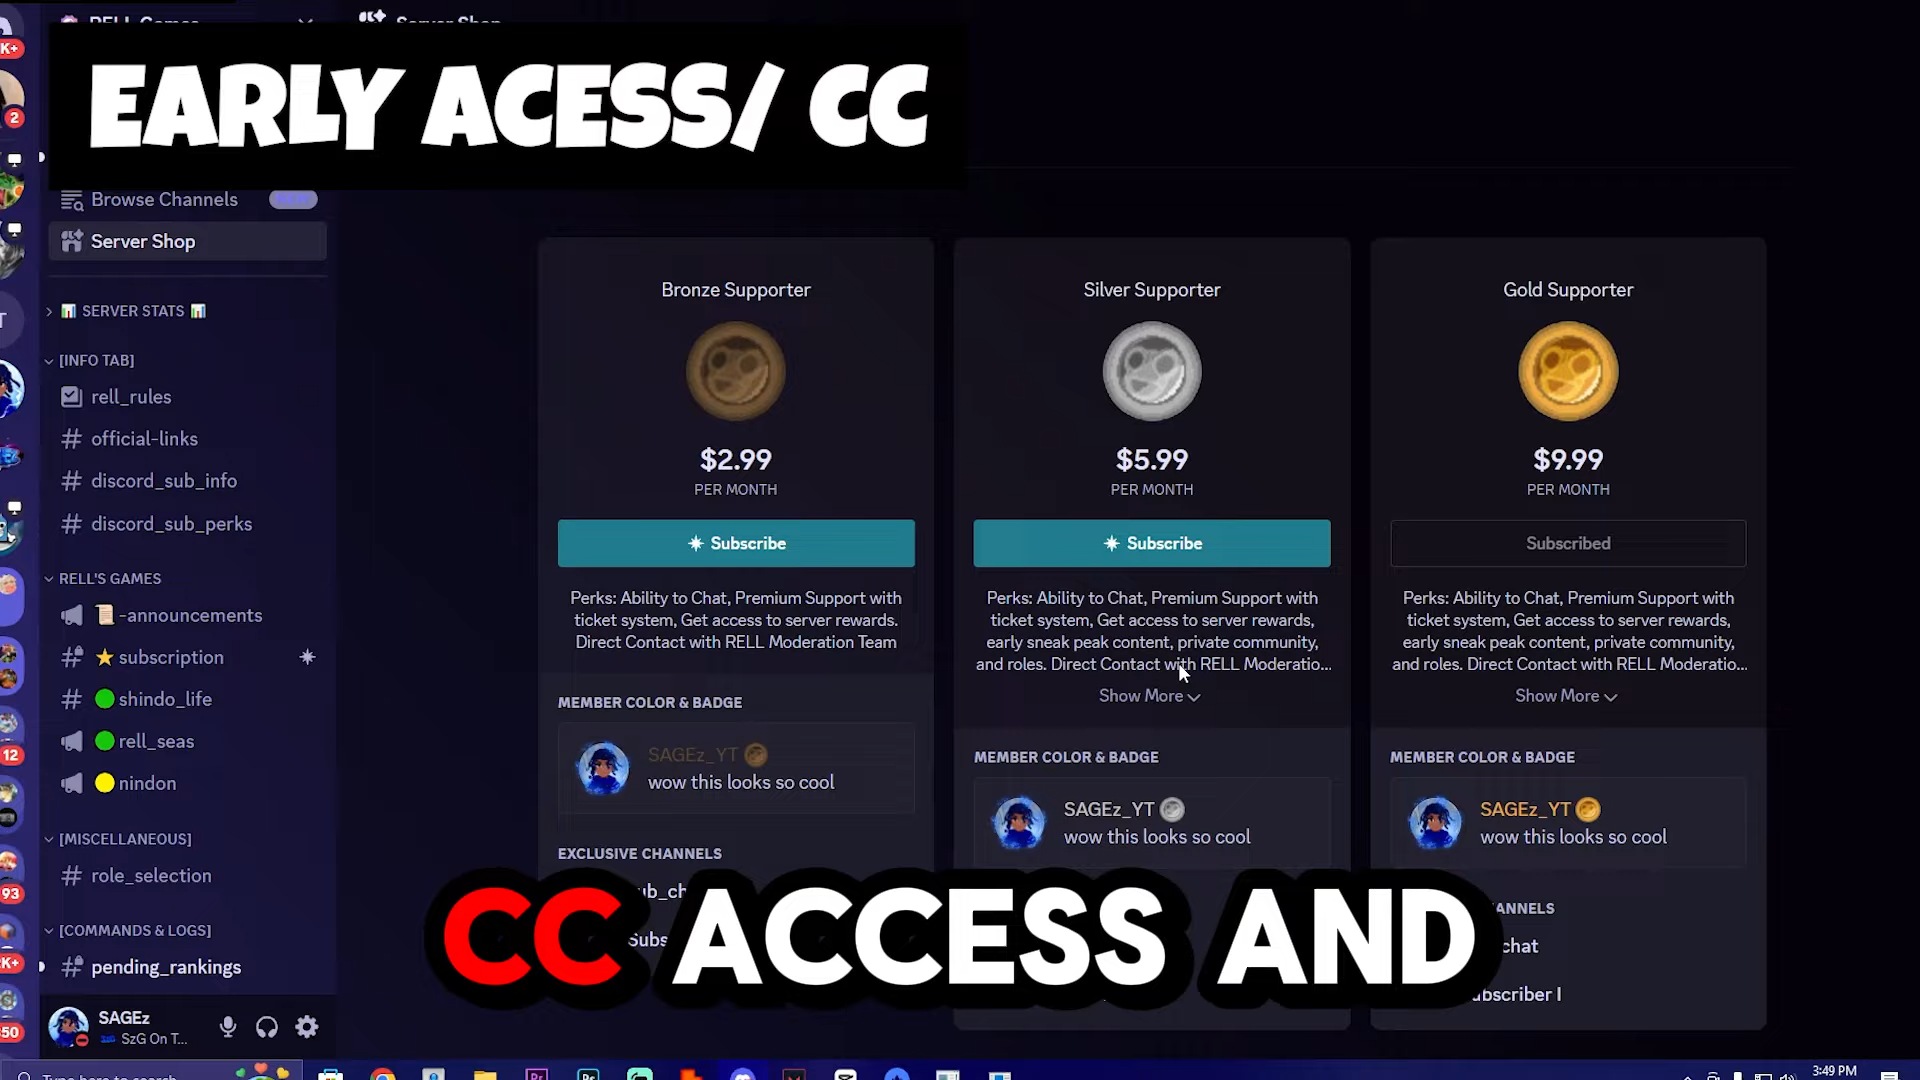 EARLY ACESS/ CC
Browse Channels
Server Shop
📊 SERVER STATS 📊
[INFO TAB]
rell_rules
official-links
discord_sub_info
discord_sub_perks
RELL'S GAMES
📜-announcements
⭐ subscription
🟢 shindo_life
🟢 rell_seas
🟡 nindon
[MISCELLANEOUS]
role_selection
[COMMANDS & LOGS]
pending_rankings
SAGEz
SzG On T...
Bronze Supporter
$2.99
PER MONTH
Subscribe
Perks: Ability to Chat, Premium Support with
ticket system, Get access to server rewards.
Direct Contact with RELL Moderation Team
MEMBER COLOR & BADGE
SAGEz_YT
wow this looks so cool
EXCLUSIVE CHANNELS
Silver Supporter
$5.99
PER MONTH
Subscribe
Perks: Ability to Chat, Premium Support with
ticket system, Get access to server rewards,
early sneak peak content, private community,
and roles. Direct Contact with RELL Moderatio...
Show More
MEMBER COLOR & BADGE
SAGEz_YT
wow this looks so cool
Gold Supporter
$9.99
PER MONTH
Subscribed
Perks: Ability to Chat, Premium Support with
ticket system, Get access to server rewards,
early sneak peak content, private community,
and roles. Direct Contact with RELL Moderatio...
Show More
MEMBER COLOR & BADGE
SAGEz_YT
wow this looks so cool
chat
CC ACCESS AND
3:49 PM